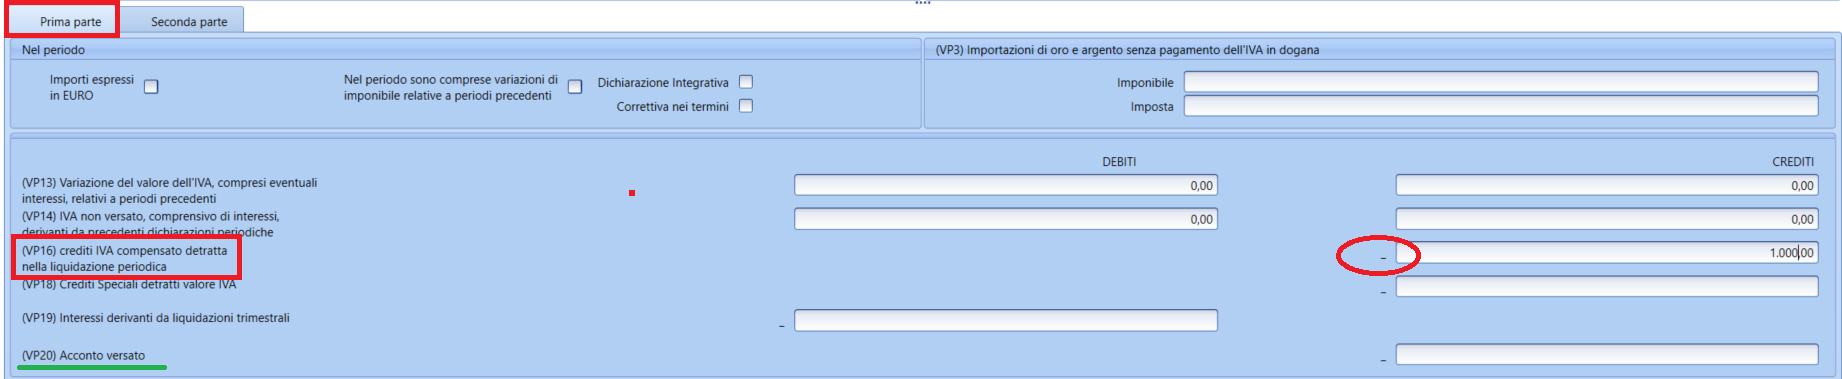 Prima parte
Seconda parte
Nel periodo
(VP3) Importazioni di oro e argento senza pagamento dell'IVA in dogana
Importi espressi
in EURO
Nel periodo sono comprese variazioni di
imponibile relative a periodi precedenti
Dichiarazione Integrativa
Correttiva nei termini
Imponibile
Imposta
DEBITI
CREDITI
(VP13) Variazione del valore dell'IVA, compresi eventuali
interessi, relativi a periodi precedenti
0,00
0,00
(VP14) IVA non versato, comprensivo di interessi,
derivanti da precedenti dichiarazioni periodiche
0,00
0,00
(VP16) crediti IVA compensato detratta
nella liquidazione periodica
–
1.000,00
(VP18) Crediti Speciali detratti valore IVA
–
(VP19) Interessi derivanti da liquidazioni trimestrali
–
(VP20) Acconto versato
–